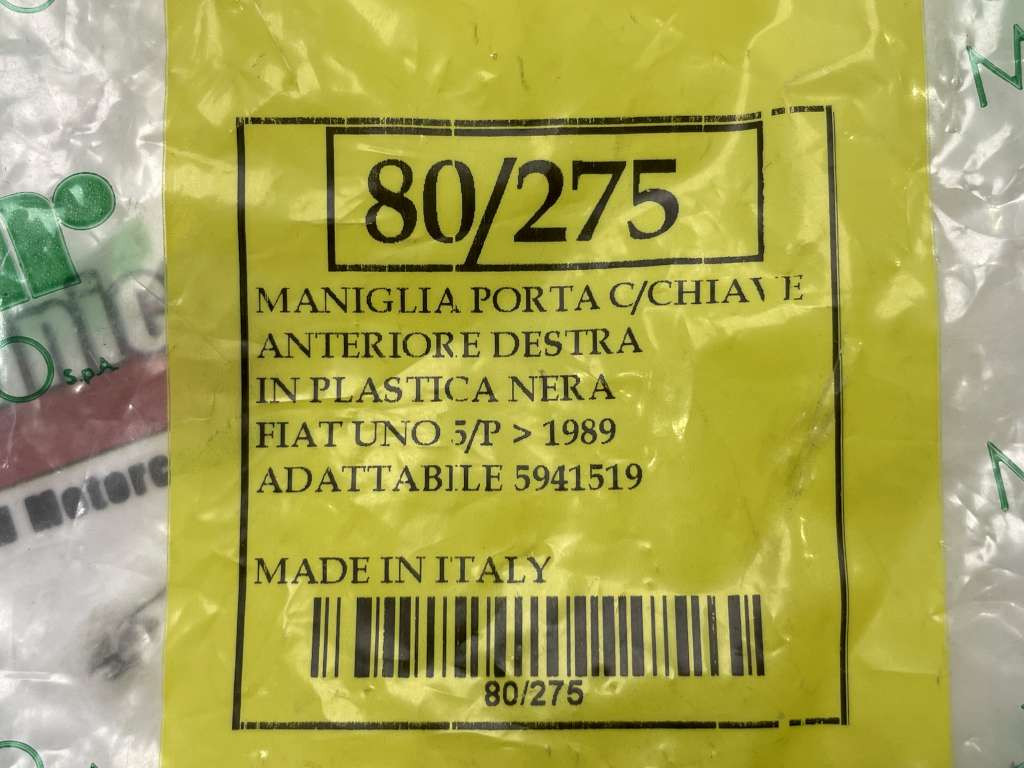 80/275
MANIGLIA PORTA C/CHIAVE
ANTERIORE DESTRA
IN PLASTICA NERA
FIAT UNO 5/P > 1989
ADATTABILE 5941519
MADE IN ITALY
80/275
S.p.A.